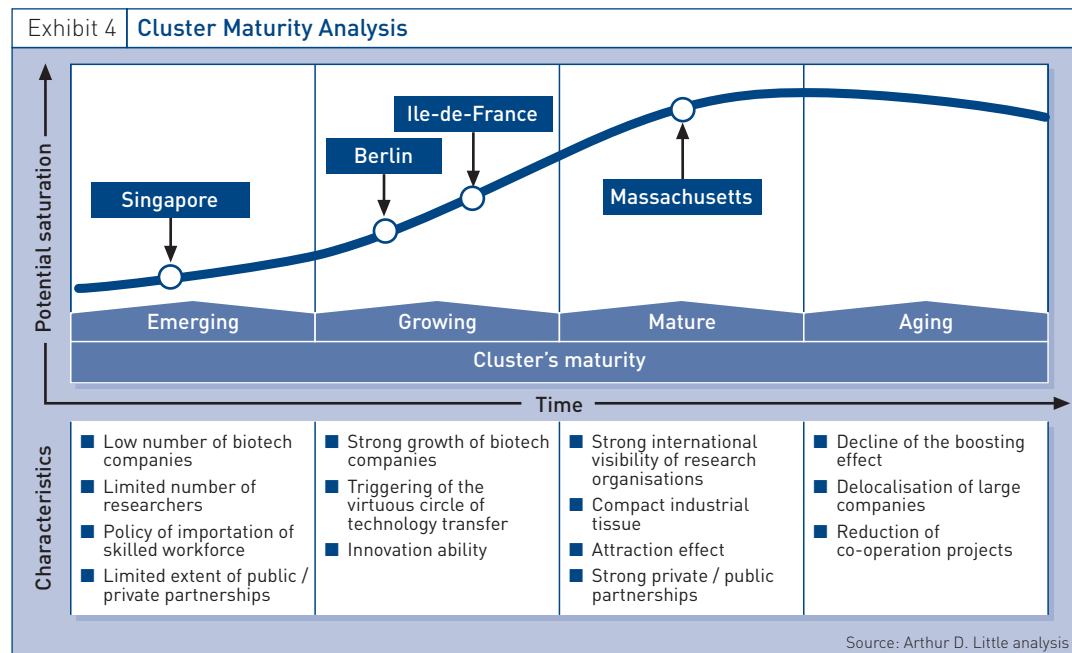 Exhibit 4 Cluster Maturity Analysis
Potential saturation
Singapore
Berlin
Ile-de-France
Massachusetts
Emerging
Growing
Mature
Aging
Cluster's maturity
Time
Characteristics
■ Low number of biotech
companies
■ Limited number of
researchers
■ Policy of importation of
skilled workforce
■ Limited extent of public /
private partnerships
■ Strong growth of biotech
companies
■ Triggering of the
virtuous circle of
technology transfer
■ Innovation ability
■ Strong international
visibility of research
organisations
■ Compact industrial
tissue
■ Attraction effect
■ Strong private / public
partnerships
■ Decline of the boosting
effect
■ Delocalisation of large
companies
■ Reduction of
co-operation projects
Source: Arthur D. Little analysis